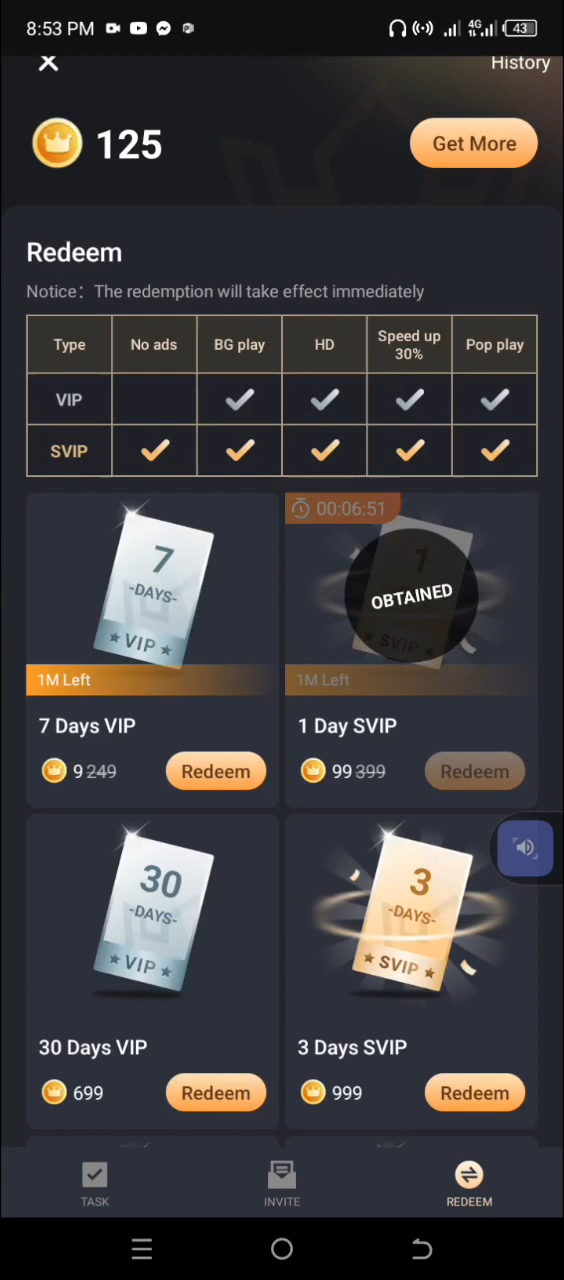 8:53 PM
4G
43
History
125
Get More
Redeem
Notice: The redemption will take effect immediately
Type No ads BG play HD Speed up 30% Pop play
VIP
SVIP
7
-DAYS-
VIP
1M Left
7 Days VIP
9 249
Redeem
00:06:51
1
OBTAINED
SVIP
1M Left
1 Day SVIP
99 399
Redeem
30
-DAYS-
VIP
30 Days VIP
699
Redeem
3
-DAYS-
SVIP
3 Days SVIP
999
Redeem
TASK
INVITE
REDEEM